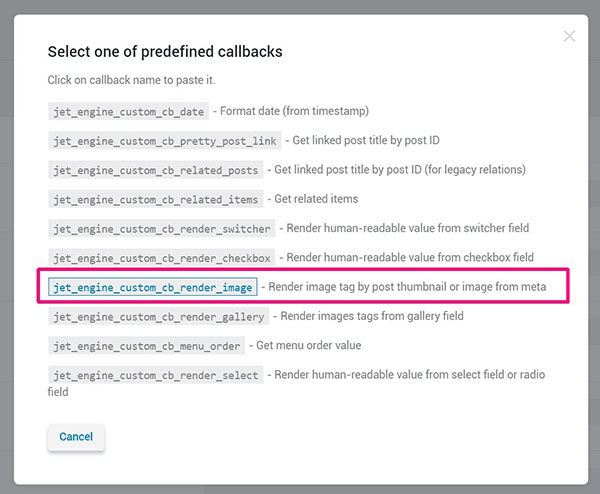 Select one of predefined callbacks
Click on callback name to paste it.
jet_engine_custom_cb_date - Format date (from timestamp)
jet_engine_custom_cb_pretty_post_link - Get linked post title by post ID
jet_engine_custom_cb_related_posts - Get linked post title by post ID (for legacy relations)
jet_engine_custom_cb_related_items - Get related items
jet_engine_custom_cb_render_switcher - Render human-readable value from switcher field
jet_engine_custom_cb_render_checkbox - Render human-readable value from checkbox field
jet_engine_custom_cb_render_image - Render image tag by post thumbnail or image from meta
jet_engine_custom_cb_render_gallery - Render images tags from gallery field
jet_engine_custom_cb_menu_order - Get menu order value
jet_engine_custom_cb_render_select - Render human-readable value from select field or radio
field
Cancel